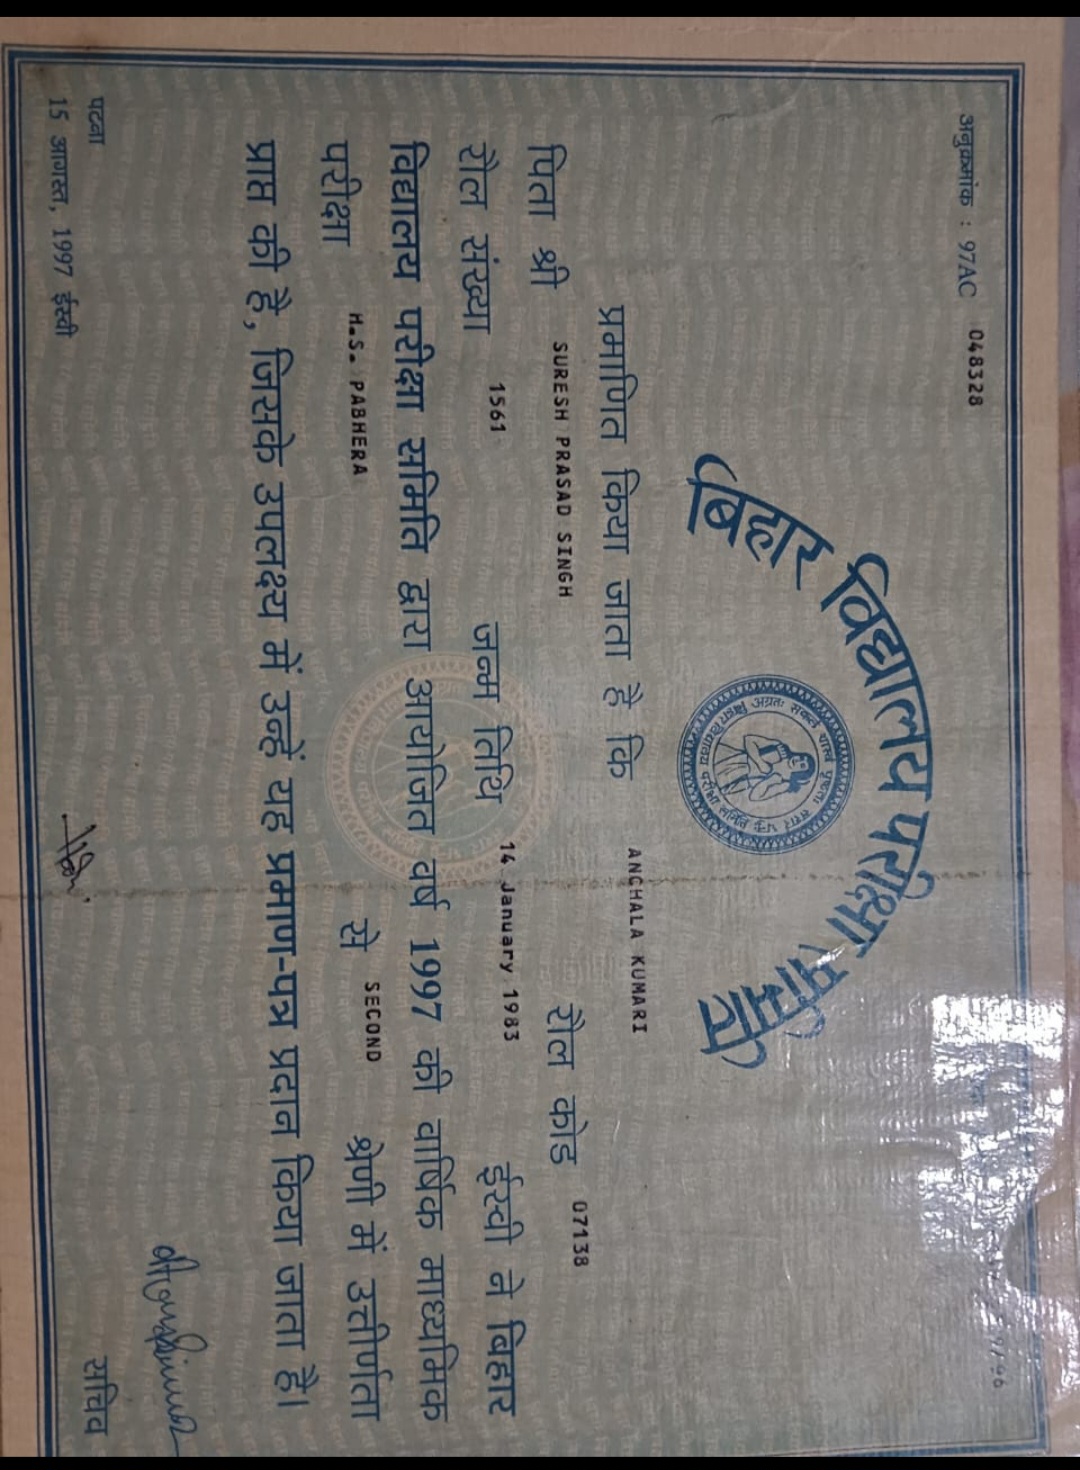 अनुक्रमांक : 97AC 048328
बिहार विद्यालय परीक्षा समिति
प्रमाणित किया जाता है कि ANCHALA KUMARI
पिता श्री SURESH PRASAD SINGH रौल कोड 07138
रौल संख्या 1561 जन्म तिथि 14 January 1983 ईस्वी ने बिहार
विद्यालय परीक्षा समिति द्वारा आयोजित वर्ष 1997 की वार्षिक माध्यमिक
परीक्षा H.S. PABHERA से SECOND श्रेणी में उत्तीर्णता
प्राप्त की है, जिसके उपलक्ष्य में उन्हें यह प्रमाण-पत्र प्रदान किया जाता है।
पटना
15 अगस्त, 1997 ईस्वी
सचिव